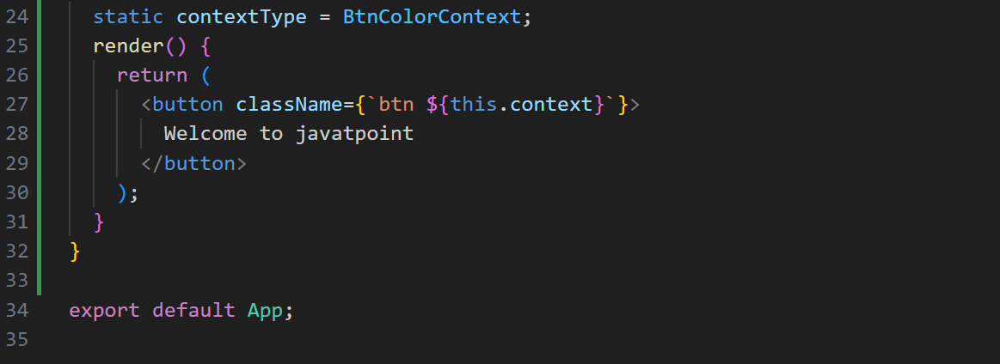 24 static contextType = BtnColorContext;
25 render() {
26 return (
27 <button className={`btn ${this.context}`}>
28 Welcome to javatpoint
29 </button>
30 );
31 }
32 }
33
34 export default App;
35